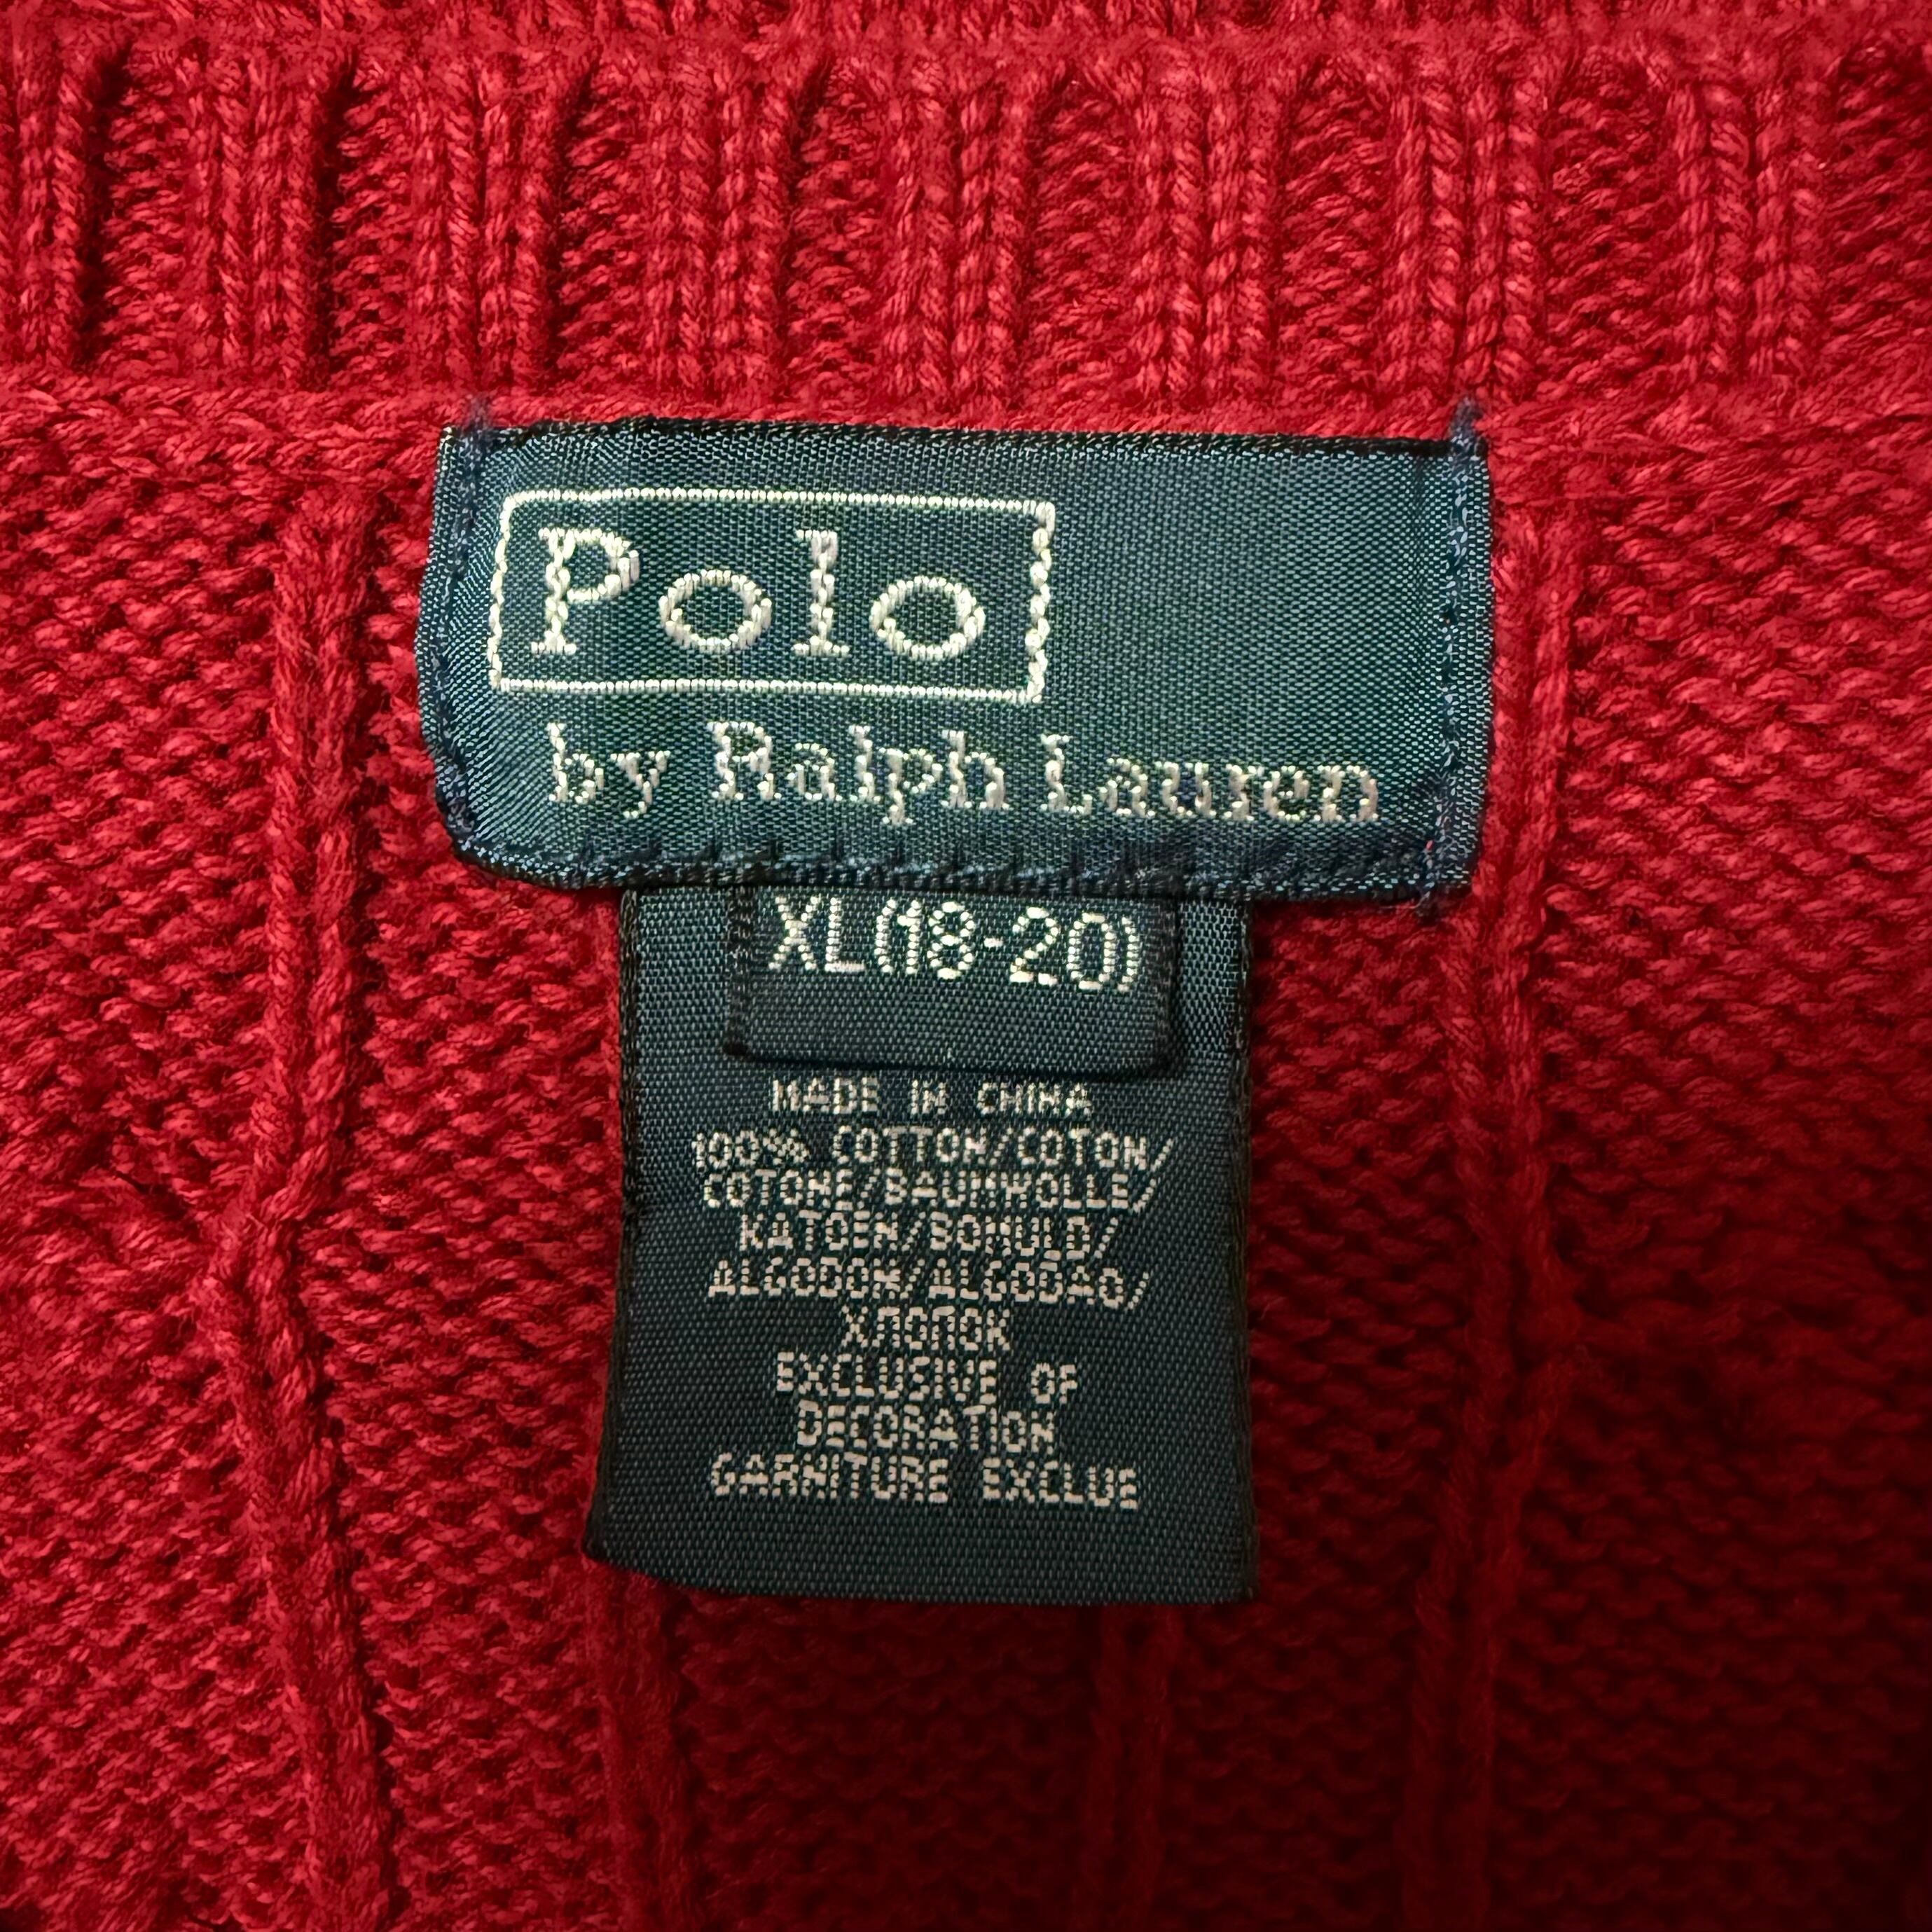 Polo
by Ralph Lauren
XL(18-20)
MADE IN CHINA
100% COTTON/COTON/
COTONE/BAUMWOLLE/
KATOEN/BOMULD/
ALGODON/ALGODAO/
ХЛОПОК
EXCLUSIVE OF
DECORATION
GARNITURE EXCLUE